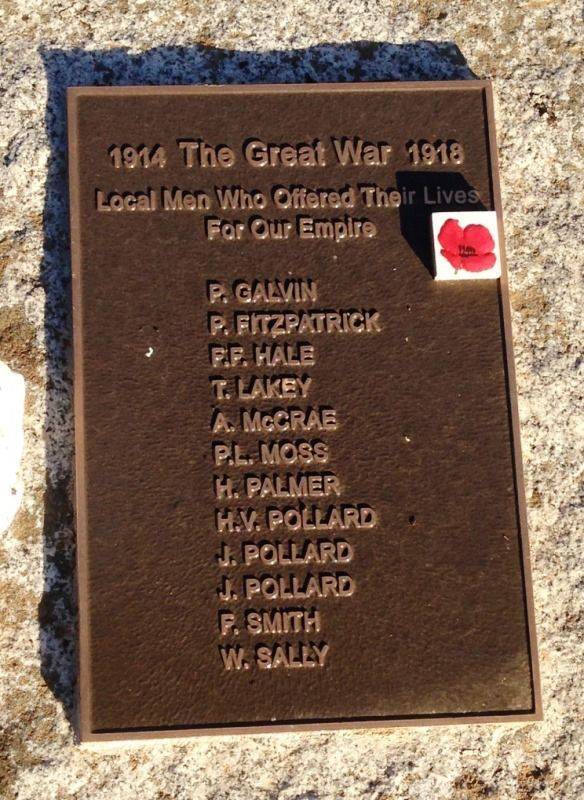 1914 The Great War 1918
Local Men Who Offered Their Lives
For Our Empire
P. GALVIN
P. FITZPATRICK
F.F. HALE
T. LAKEY
A. McCRAE
P.L. MOSS
H. PALMER
H.V. POLLARD
J. POLLARD
J. POLLARD
F. SMITH
W. SALLY